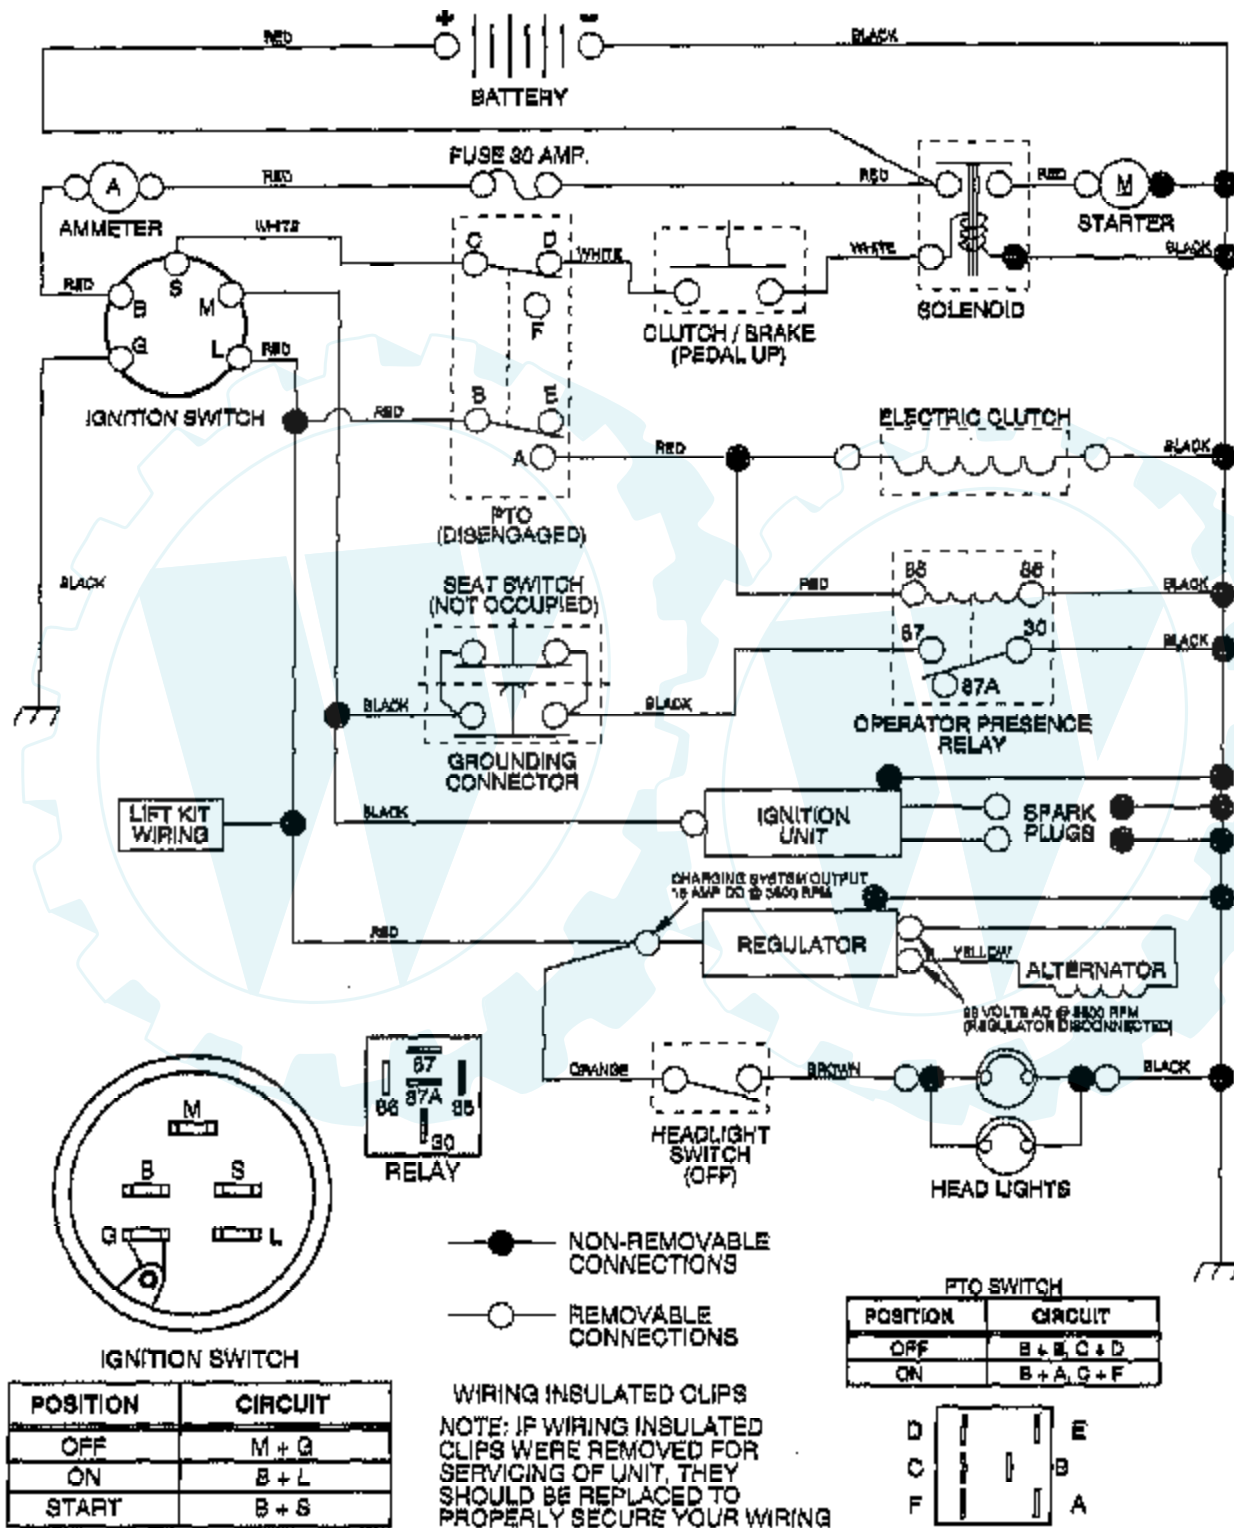 + -
RED BLACK
BATTERY
FUSE 30 AMP.
A RED RED RED M
AMMETER WHITE STARTER
C D WHITE WHITE BLACK
S
RED B M SOLENOID
F CLUTCH / BRAKE
(PEDAL UP)
G L RED
B E
IGNITION SWITCH RED ELECTRIC CLUTCH
A RED BLACK
PTO
(DISENGAGED)
BLACK SEAT SWITCH
(NOT OCCUPIED)
RED BLACK
87 30 BLACK
87A
BLACK BLACK
OPERATOR PRESENCE
RELAY
GROUNDING
CONNECTOR
LIFT KIT
WIRING
BLACK IGNITION
UNIT
SPARK
PLUGS
CHARGING SYSTEM OUTPUT
RED REGULATOR YELLOW ALTERNATOR
(REGULATOR DISCONNECTED)
87
87A
86 85
30
RELAY
ORANGE BROWN BLACK
HEADLIGHT
SWITCH
(OFF)
HEAD LIGHTS
M
B S
G L
IGNITION SWITCH
NON-REMOVABLE
CONNECTIONS
REMOVABLE
CONNECTIONS
POSITION CIRCUIT
OFF M + G
ON B + L
START B + S
WIRING INSULATED CLIPS
NOTE: IF WIRING INSULATED
CLIPS WERE REMOVED FOR
SERVICING OF UNIT, THEY
SHOULD BE REPLACED TO
PROPERLY SECURE YOUR WIRING
PTO SWITCH
POSITION CIRCUIT
OFF C + D
ON B + A, C + F
D E
C B
F A